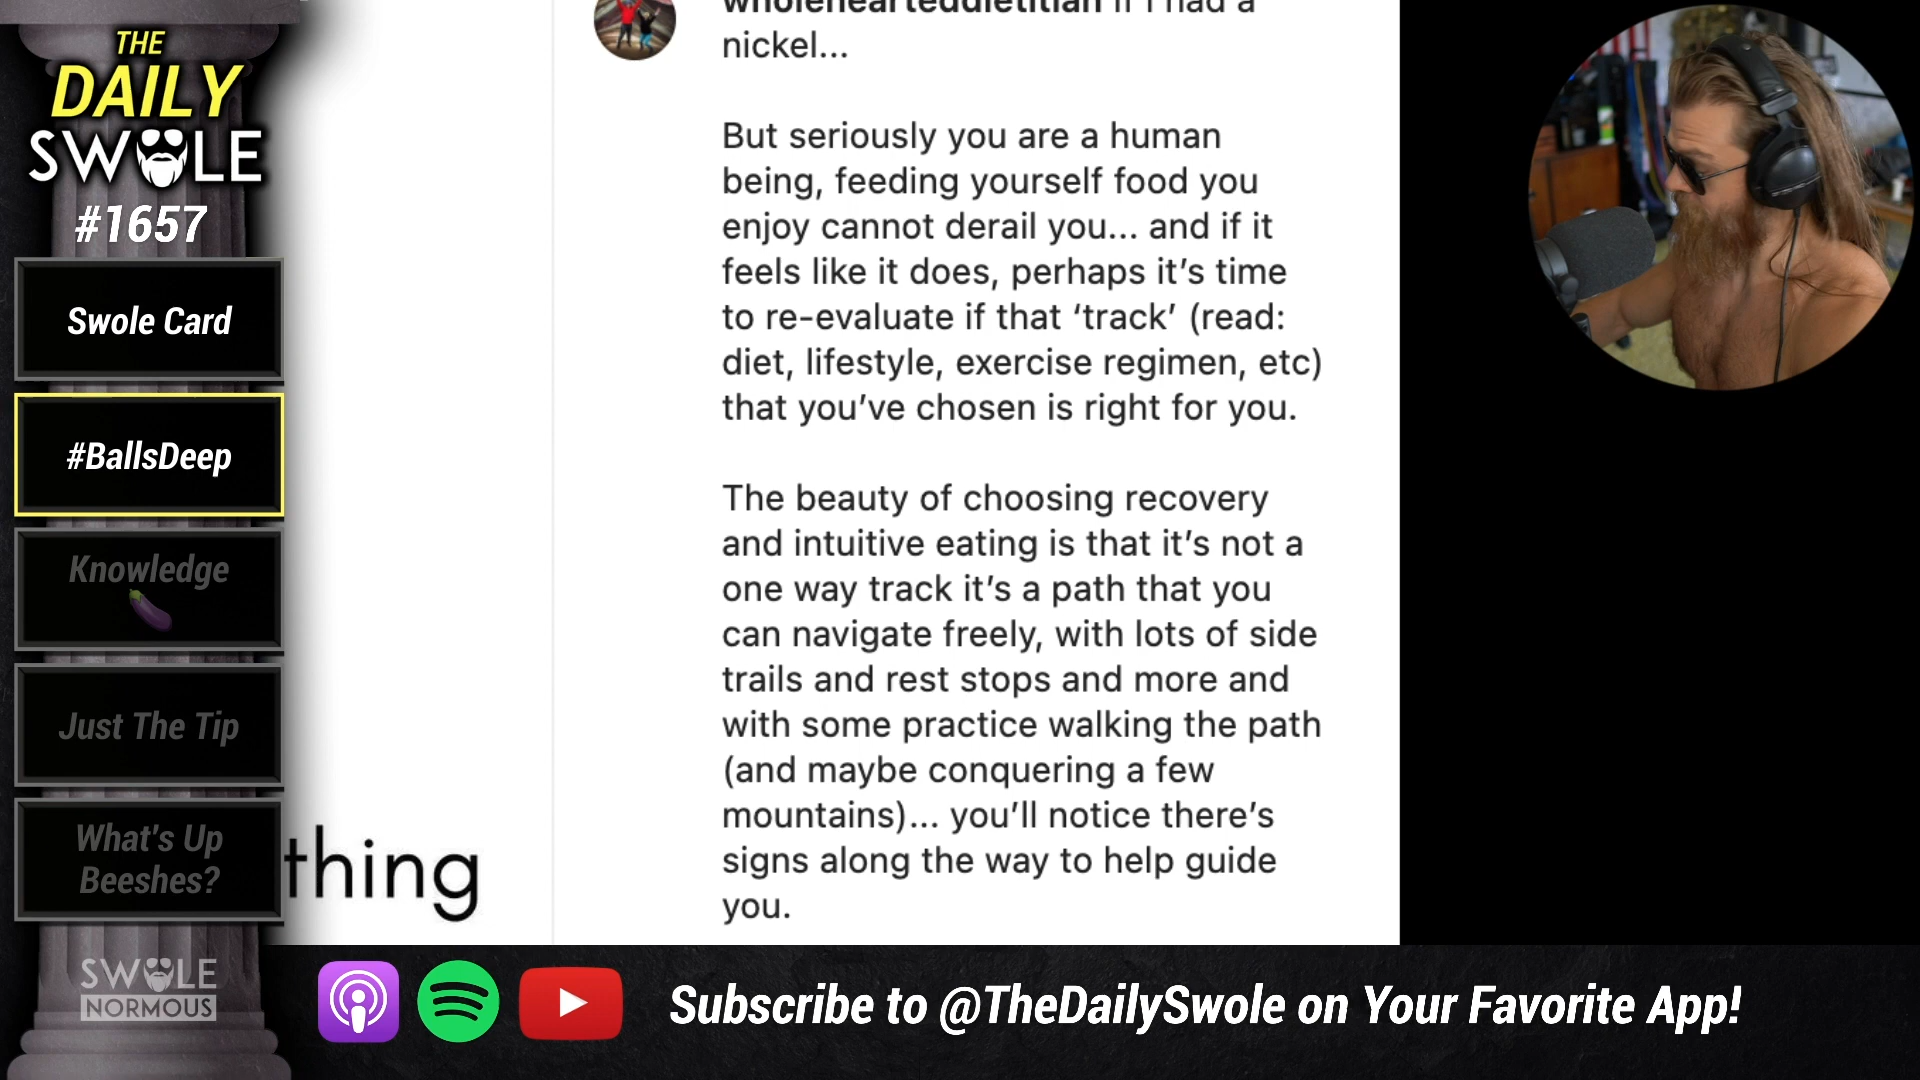 THE
DAILY
SWOLE
#1657
Swole Card
#BallsDeep
Knowledge
Just The Tip
What's Up
Beeshes?
SWOLE
NORMOUS
thing
wholehearteddietitian If I had a
nickel...
But seriously you are a human
being, feeding yourself food you
enjoy cannot derail you... and if it
feels like it does, perhaps it’s time
to re-evaluate if that ‘track’ (read:
diet, lifestyle, exercise regimen, etc)
that you’ve chosen is right for you.
The beauty of choosing recovery
and intuitive eating is that it’s not a
one way track it’s a path that you
can navigate freely, with lots of side
trails and rest stops and more and
with some practice walking the path
(and maybe conquering a few
mountains)... you’ll notice there’s
signs along the way to help guide
you.
Subscribe to @TheDailySwole on Your Favorite App!